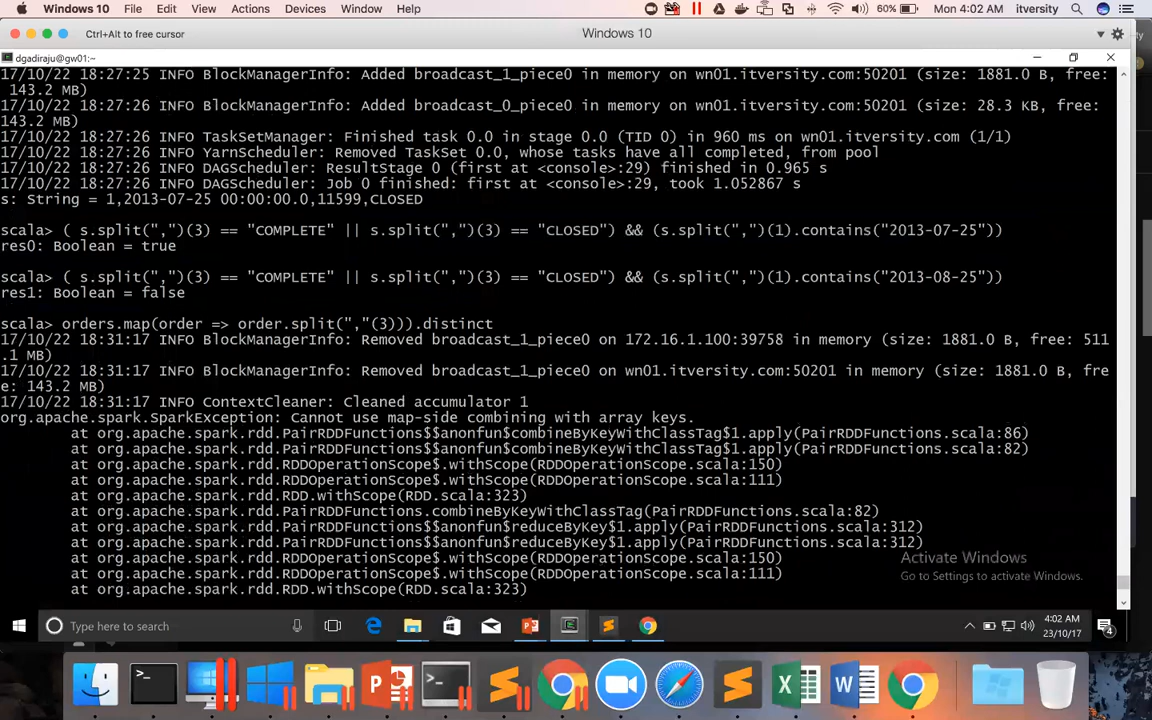 Windows 10 File Edit View Actions Devices Window Help 60% Mon 4:02 AM itversity
Ctrl+Alt to free cursor Windows 10
dgadiraju@gw01:~
17/10/22 18:27:25 INFO BlockManagerInfo: Added broadcast_1_piece0 in memory on wn01.itversity.com:50201 (size: 1881.0 B, free:
143.2 MB)
17/10/22 18:27:26 INFO BlockManagerInfo: Added broadcast_0_piece0 in memory on wn01.itversity.com:50201 (size: 28.3 KB, free:
143.2 MB)
17/10/22 18:27:26 INFO TaskSetManager: Finished task 0.0 in stage 0.0 (TID 0) in 960 ms on wn01.itversity.com (1/1)
17/10/22 18:27:26 INFO YarnScheduler: Removed TaskSet 0.0, whose tasks have all completed, from pool
17/10/22 18:27:26 INFO DAGScheduler: ResultStage 0 (first at <console>:29) finished in 0.965 s
17/10/22 18:27:26 INFO DAGScheduler: Job 0 finished: first at <console>:29, took 1.052867 s
s: String = 1,2013-07-25 00:00:00.0,11599,CLOSED
scala> ( s.split(",")(3) == "COMPLETE" || s.split(",")(3) == "CLOSED") && (s.split(",")(1).contains("2013-07-25"))
res0: Boolean = true
scala> ( s.split(",")(3) == "COMPLETE" || s.split(",")(3) == "CLOSED") && (s.split(",")(1).contains("2013-08-25"))
res1: Boolean = false
scala> orders.map(order => order.split(","(3))).distinct
17/10/22 18:31:17 INFO BlockManagerInfo: Removed broadcast_1_piece0 on 172.16.1.100:39758 in memory (size: 1881.0 B, free: 511
.1 MB)
17/10/22 18:31:17 INFO BlockManagerInfo: Removed broadcast_1_piece0 on wn01.itversity.com:50201 in memory (size: 1881.0 B, fre
e: 143.2 MB)
17/10/22 18:31:17 INFO ContextCleaner: Cleaned accumulator 1
org.apache.spark.SparkException: Cannot use map-side combining with array keys.
at org.apache.spark.rdd.PairRDDFunctions$$anonfun$combineByKeyWithClassTag$1.apply(PairRDDFunctions.scala:86)
at org.apache.spark.rdd.PairRDDFunctions$$anonfun$combineByKeyWithClassTag$1.apply(PairRDDFunctions.scala:82)
at org.apache.spark.rdd.RDDOperationScope$.withScope(RDDOperationScope.scala:150)
at org.apache.spark.rdd.RDDOperationScope$.withScope(RDDOperationScope.scala:111)
at org.apache.spark.rdd.RDD.withScope(RDD.scala:323)
at org.apache.spark.rdd.PairRDDFunctions.combineByKeyWithClassTag(PairRDDFunctions.scala:82)
at org.apache.spark.rdd.PairRDDFunctions$$anonfun$reduceByKey$1.apply(PairRDDFunctions.scala:312)
at org.apache.spark.rdd.PairRDDFunctions$$anonfun$reduceByKey$1.apply(PairRDDFunctions.scala:312)
at org.apache.spark.rdd.RDDOperationScope$.withScope(RDDOperationScope.scala:150)
at org.apache.spark.rdd.RDDOperationScope$.withScope(RDDOperationScope.scala:111)
at org.apache.spark.rdd.RDD.withScope(RDD.scala:323)
Activate Windows
Go to Settings to activate Windows.
Type here to search
4:02 AM
23/10/17
4